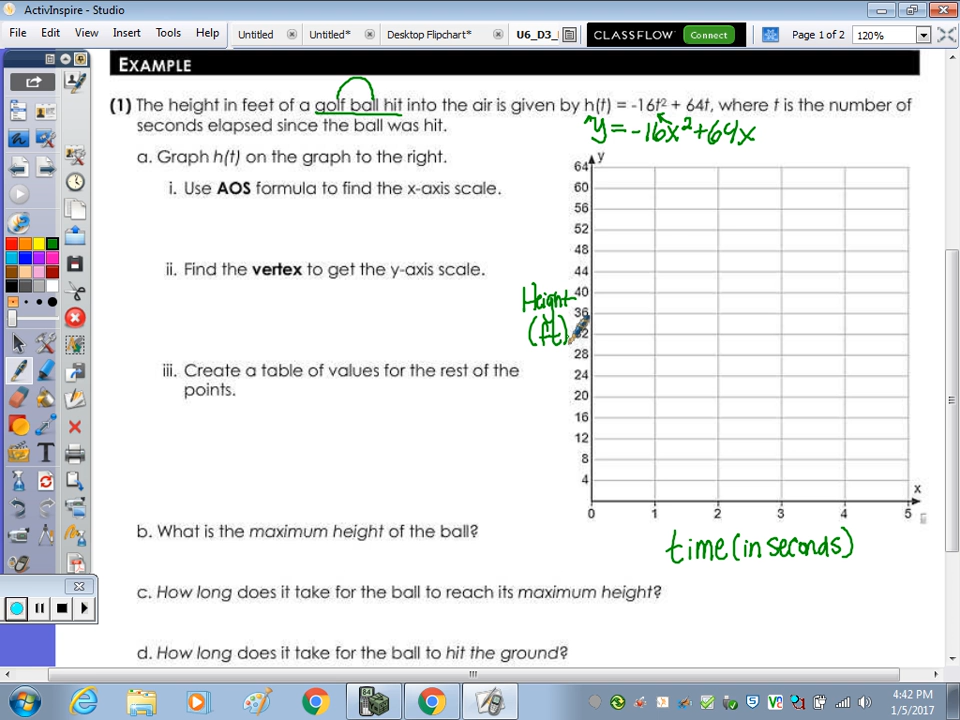 ActivInspire - Studio
File Edit View Insert Tools Help Untitled Untitled* Desktop Flipchart* U6_D3_ CLASSFLOW Connect Page 1 of 2 120%
EXAMPLE
(1) The height in feet of a golf ball hit into the air is given by h(t) = -16t² + 64t, where t is the number of
seconds elapsed since the ball was hit.
y = -16x² + 64x
a. Graph h(t) on the graph to the right.
i. Use AOS formula to find the x-axis scale.
ii. Find the vertex to get the y-axis scale.
iii. Create a table of values for the rest of the
points.
y
64
60
56
52
48
44
40
36
32
28
24
20
16
12
8
4
Height
(ft)
x
0 1 2 3 4 5
time (in seconds)
b. What is the maximum height of the ball?
c. How long does it take for the ball to reach its maximum height?
d. How long does it take for the ball to hit the ground?
4:42 PM
1/5/2017